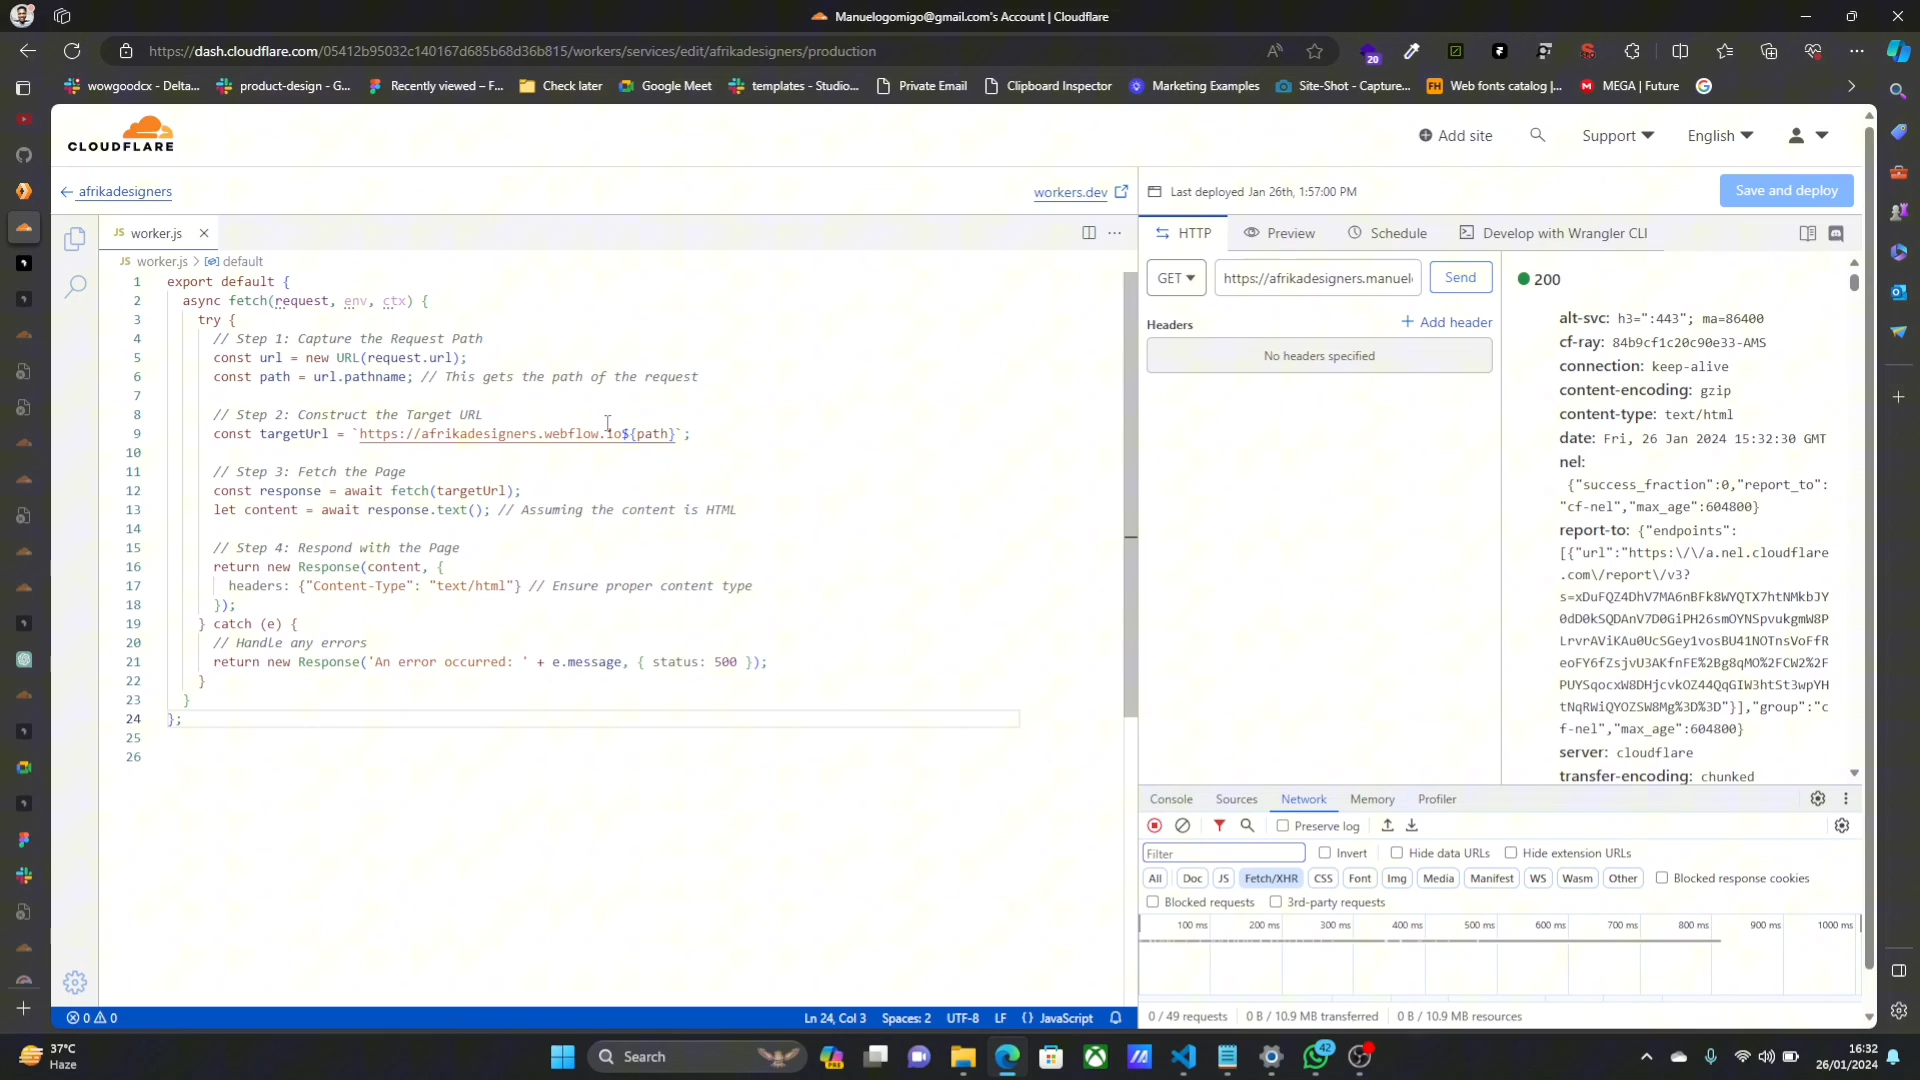 Manuelogomigo@gmail.com's Account | Cloudflare
https://dash.cloudflare.com/05412b95032c140167d685b68d36b815/workers/services/edit/afrikadesigners/production
20
wowgoodcx - Delta...
product-design - G...
Recently viewed – F...
Check later
Google Meet
templates - Studio...
Private Email
Clipboard Inspector
Marketing Examples
Site-Shot - Capture...
Web fonts catalog |...
MEGA | Future
CLOUDFLARE
Add site
Support
English
afrikadesigners
workers.dev
Last deployed Jan 26th, 1:57:00 PM
Save and deploy
JS worker.js
HTTP
Preview
Schedule
Develop with Wrangler CLI
JS worker.js > default
1 export default {
2 async fetch(request, env, ctx) {
3 try {
4 // Step 1: Capture the Request Path
5 const url = new URL(request.url);
6 const path = url.pathname; // This gets the path of the request
7
8 // Step 2: Construct the Target URL
9 const targetUrl = `https://afrikadesigners.webflow.io${path}`;
10
11 // Step 3: Fetch the Page
12 const response = await fetch(targetUrl);
13 let content = await response.text(); // Assuming the content is HTML
14
15 // Step 4: Respond with the Page
16 return new Response(content, {
17 headers: {"Content-Type": "text/html"} // Ensure proper content type
18 });
19 } catch (e) {
20 // Handle any errors
21 return new Response('An error occurred: ' + e.message, { status: 500 });
22 }
23 }
24 };
25
26
GET
https://afrikadesigners.manuel
Send
Headers
+ Add header
No headers specified
200
alt-svc: h3=":443"; ma=86400
cf-ray: 84b9cf1c20c90e33-AMS
connection: keep-alive
content-encoding: gzip
content-type: text/html
date: Fri, 26 Jan 2024 15:32:30 GMT
nel:
{"success_fraction":0,"report_to":
"cf-nel","max_age":604800}
report-to: {"endpoints":
[{"url":"https:\/\/a.nel.cloudflare
.com\/report\/v3?
s=xDuFQZ4DhV7MA6nBFk8WYQTX7htNMkbJY
0dD0kSQDAnV7D0GiPH26smOYNSpvukgmW8P
LrvrAViKAu0UcSGey1vosBU41NOTnsVoFfR
eoFY6fZsjvU3AKfnFE%2Bg8qMO%2FCW2%2F
PUYSqocxW8DHjcvkOZ44QqGIW3htSt3wpYH
tNqRWiQYOZSW8Mg%3D%3D"}],"group":"c
f-nel","max_age":604800}
server: cloudflare
transfer-encoding: chunked
Console
Sources
Network
Memory
Profiler
Preserve log
Filter
Invert
Hide data URLs
Hide extension URLs
All
Doc
JS
Fetch/XHR
CSS
Font
Img
Media
Manifest
WS
Wasm
Other
Blocked response cookies
Blocked requests
3rd-party requests
100 ms
200 ms
300 ms
400 ms
500 ms
600 ms
700 ms
800 ms
900 ms
1000 ms
0 / 49 requests
0 B / 10.9 MB transferred
0 B / 10.9 MB resources
0 0
Ln 24, Col 3
Spaces: 2
UTF-8
LF
{} JavaScript
37°C
Haze
Search
PRE
42
16:32
26/01/2024